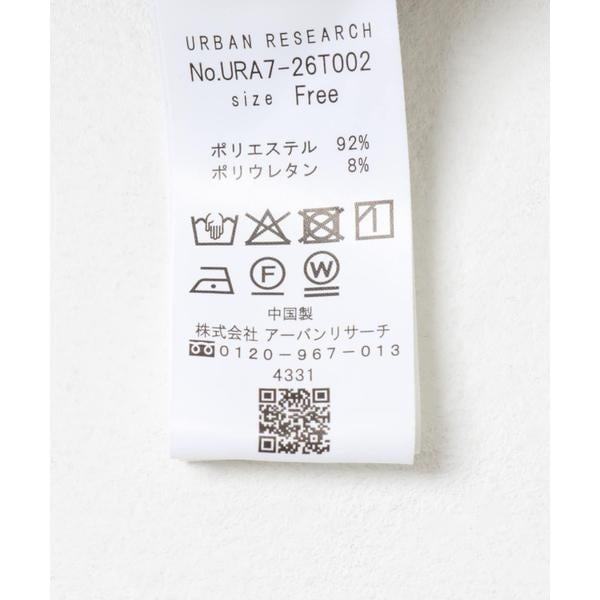 URBAN RESEARCH
No.URA7-26T002
size Free
ポリエステル 92%
ポリウレタン 8%
F W
中国製
株式会社 アーバンリサーチ
0120-967-013
4331